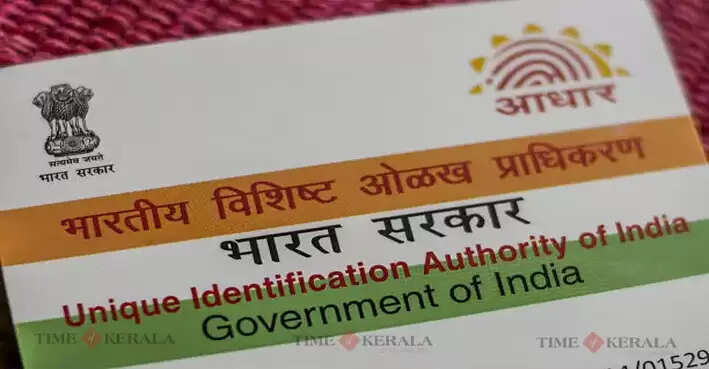 सत्यमेव जयते
भारत सरकार
आधार
भारतीय विशिष्ट ओळख प्राधिकरण
भारत सरकार
Unique Identification Authority of India
Government of India
TIME KERALA TIME KERALA TIME KERALA
/01529